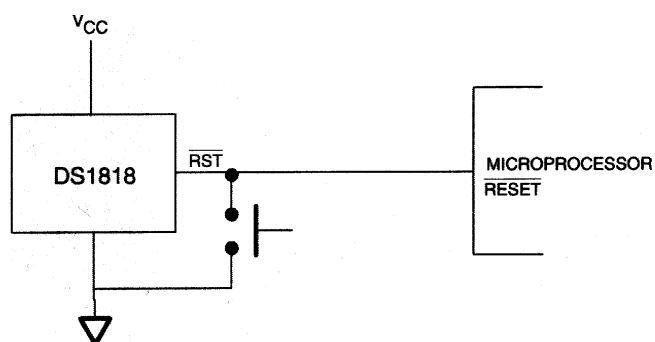 VCC
DS1818
RST
MICROPROCESSOR
RESET